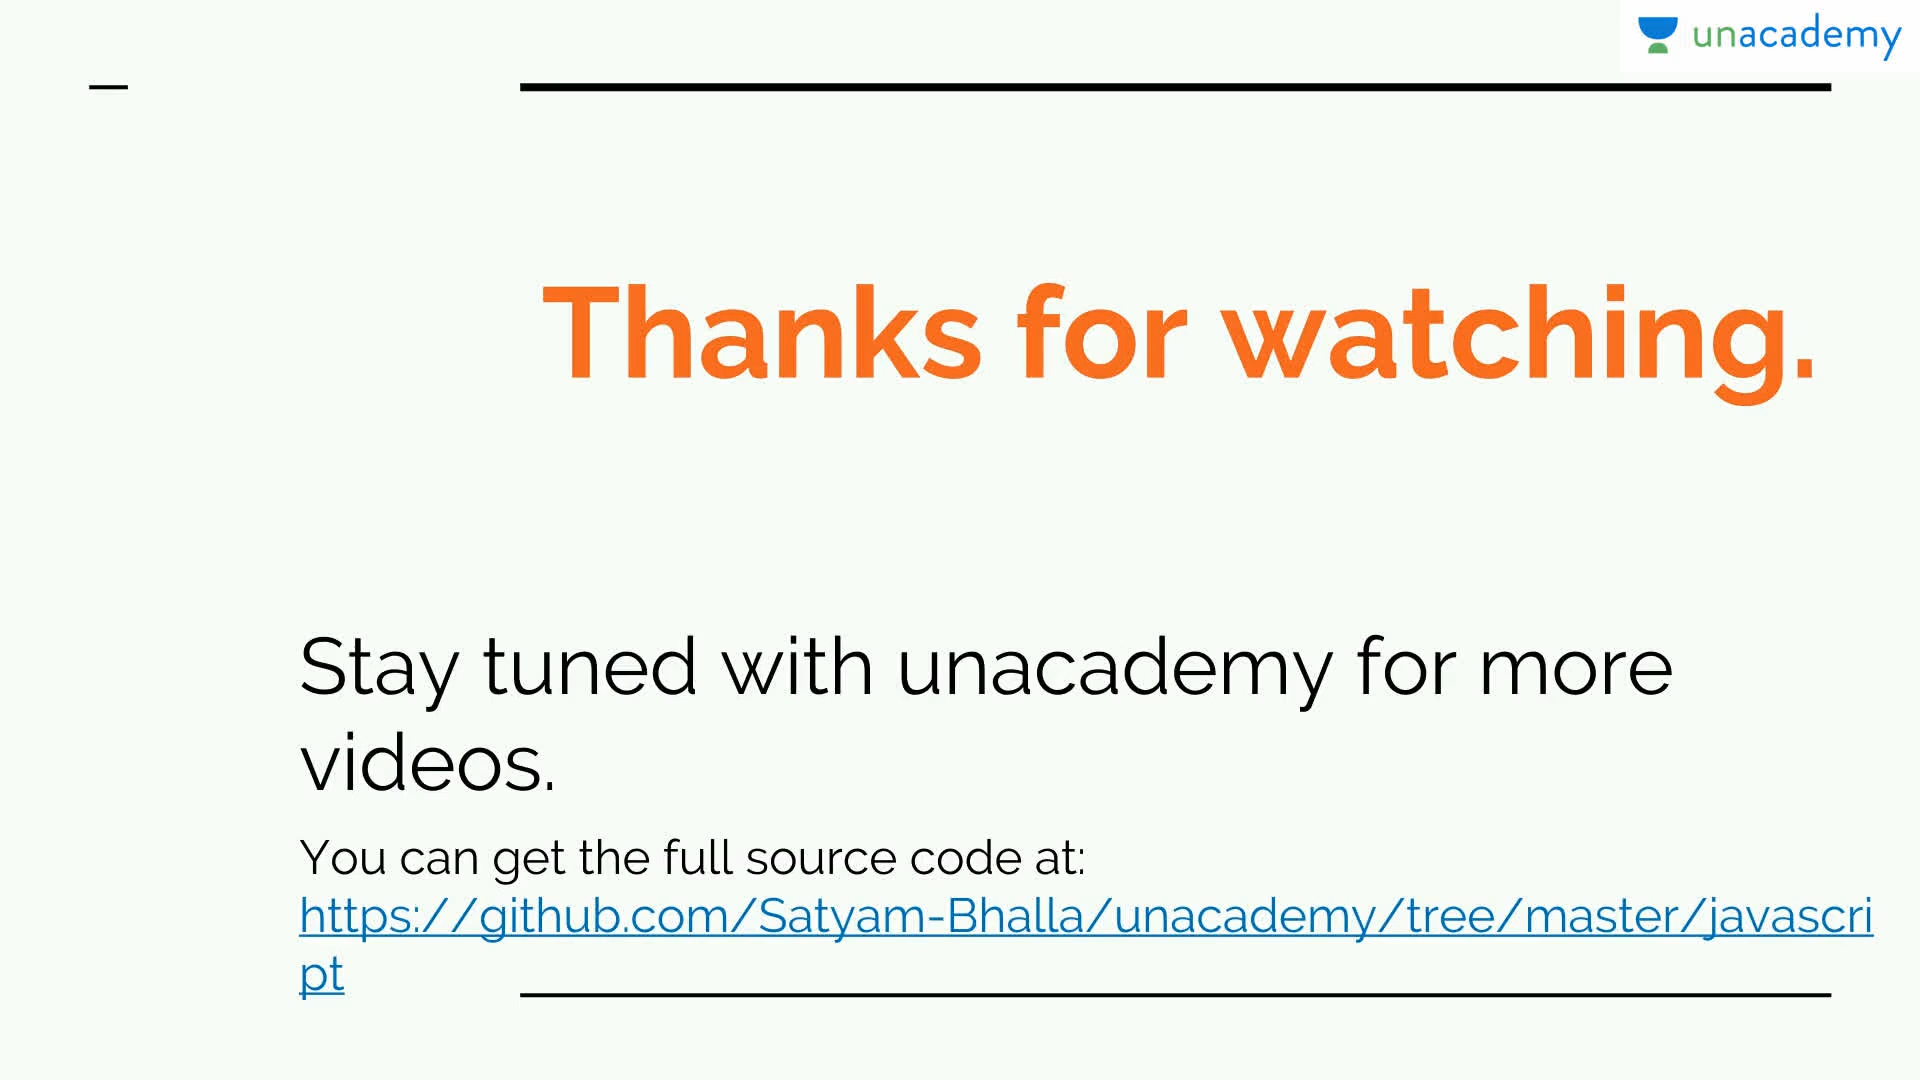 unacademy
Thanks for watching.
Stay tuned with unacademy for more
videos.
You can get the full source code at:
https://github.com/Satyam-Bhalla/unacademy/tree/master/javascri
pt